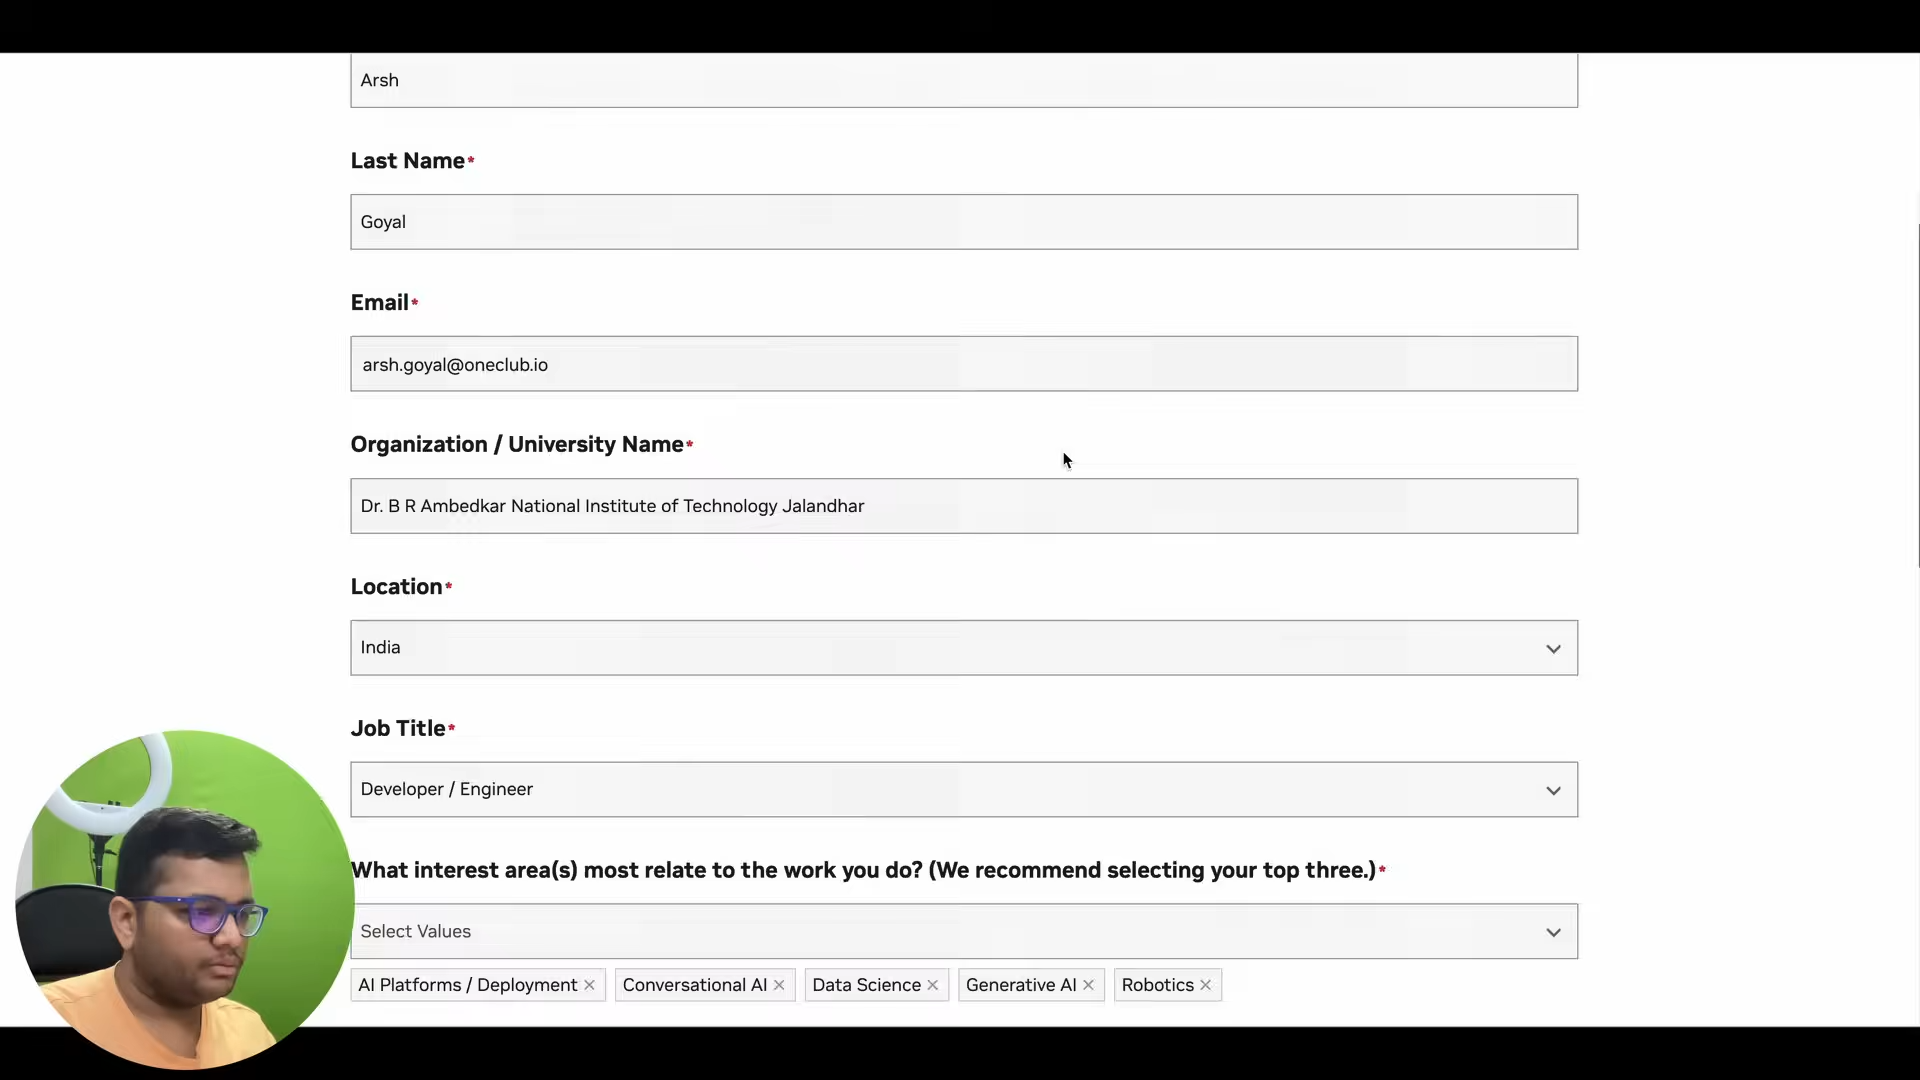 Arsh
Last Name*
Goyal
Email*
arsh.goyal@oneclub.io
Organization / University Name*
Dr. B R Ambedkar National Institute of Technology Jalandhar
Location*
India
Job Title*
Developer / Engineer
What interest area(s) most relate to the work you do? (We recommend selecting your top three.)*
Select Values
AI Platforms / Deployment × Conversational AI × Data Science × Generative AI × Robotics ×